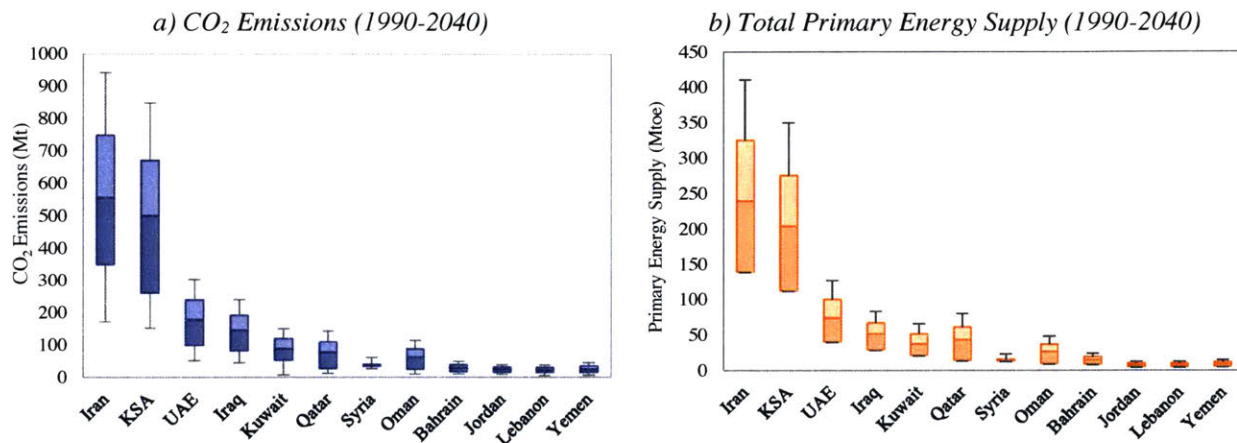 a) CO₂ Emissions (1990-2040)
1000
900
800
700
600
500
400
300
200
100
0
CO₂ Emissions (Mt)
Iran
KSA
UAE
Iraq
Kuwait
Qatar
Syria
Oman
Bahrain
Jordan
Lebanon
Yemen
b) Total Primary Energy Supply (1990-2040)
450
400
350
300
250
200
150
100
50
0
Primary Energy Supply (Mtoe)
Iran
KSA
UAE
Iraq
Kuwait
Qatar
Syria
Oman
Bahrain
Jordan
Lebanon
Yemen